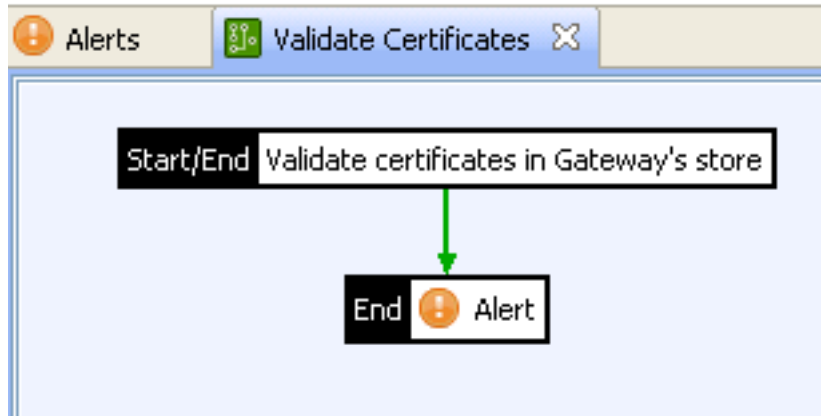 Alerts Validate Certificates
Start/End Validate certificates in Gateway's store
End Alert